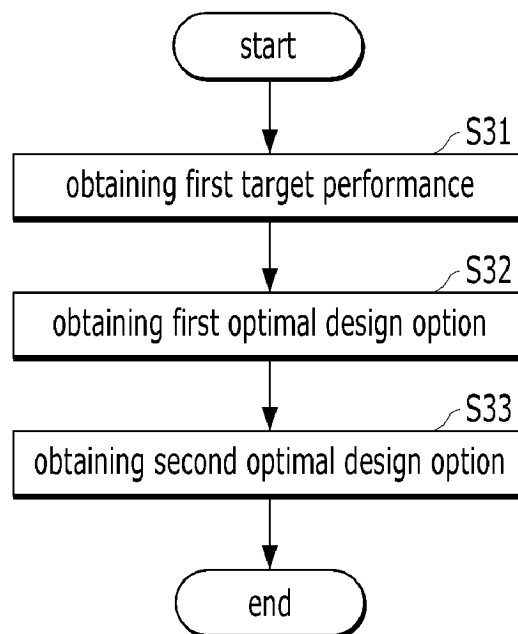 start
S31
obtaining first target performance
S32
obtaining first optimal design option
S33
obtaining second optimal design option
end